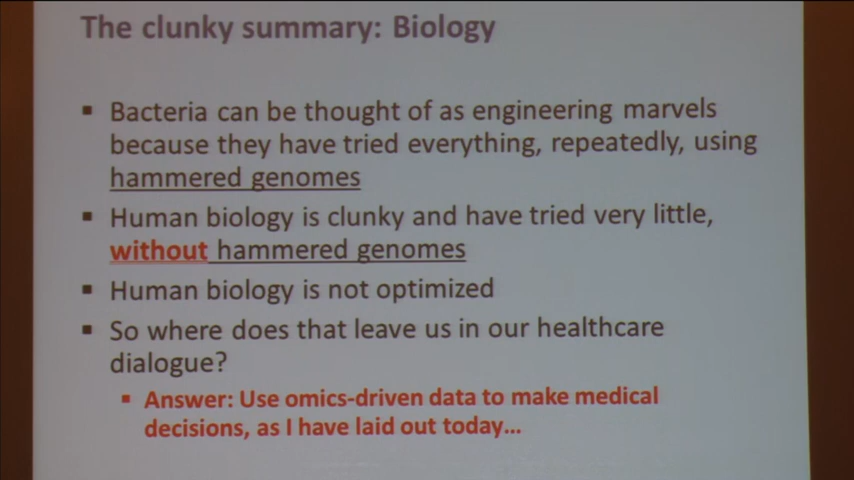 The clunky summary: Biology
▪ Bacteria can be thought of as engineering marvels
because they have tried everything, repeatedly, using
hammered genomes
▪ Human biology is clunky and have tried very little,
without hammered genomes
▪ Human biology is not optimized
▪ So where does that leave us in our healthcare
dialogue?
▪ Answer: Use omics-driven data to make medical
decisions, as I have laid out today...